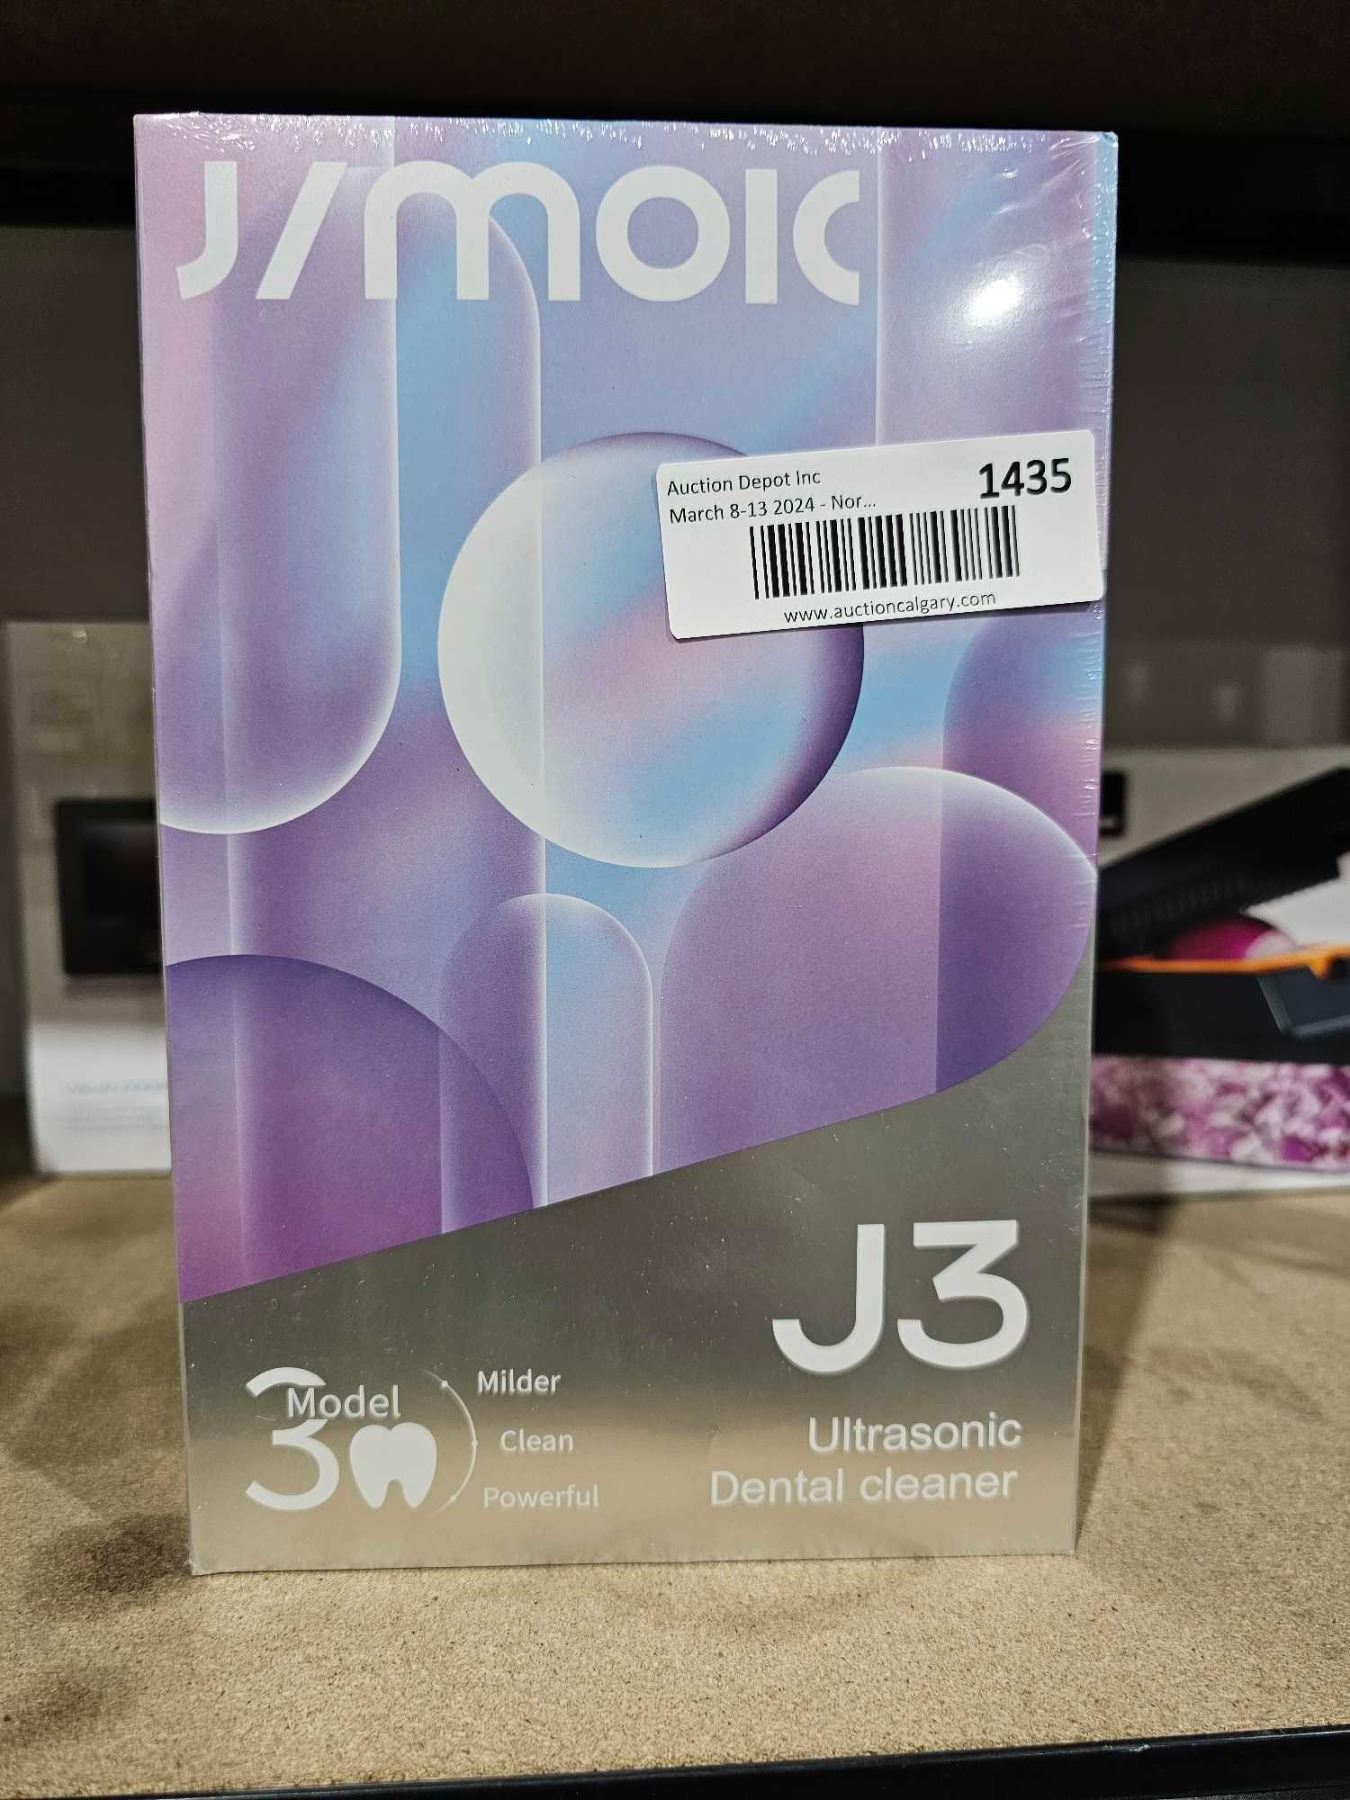 J/MOIC
Auction Depot Inc
1435
March 8-13 2024 - Nor...
www.auctioncalgary.com
J3
Model
3
Milder
Clean
Powerful
Ultrasonic
Dental cleaner